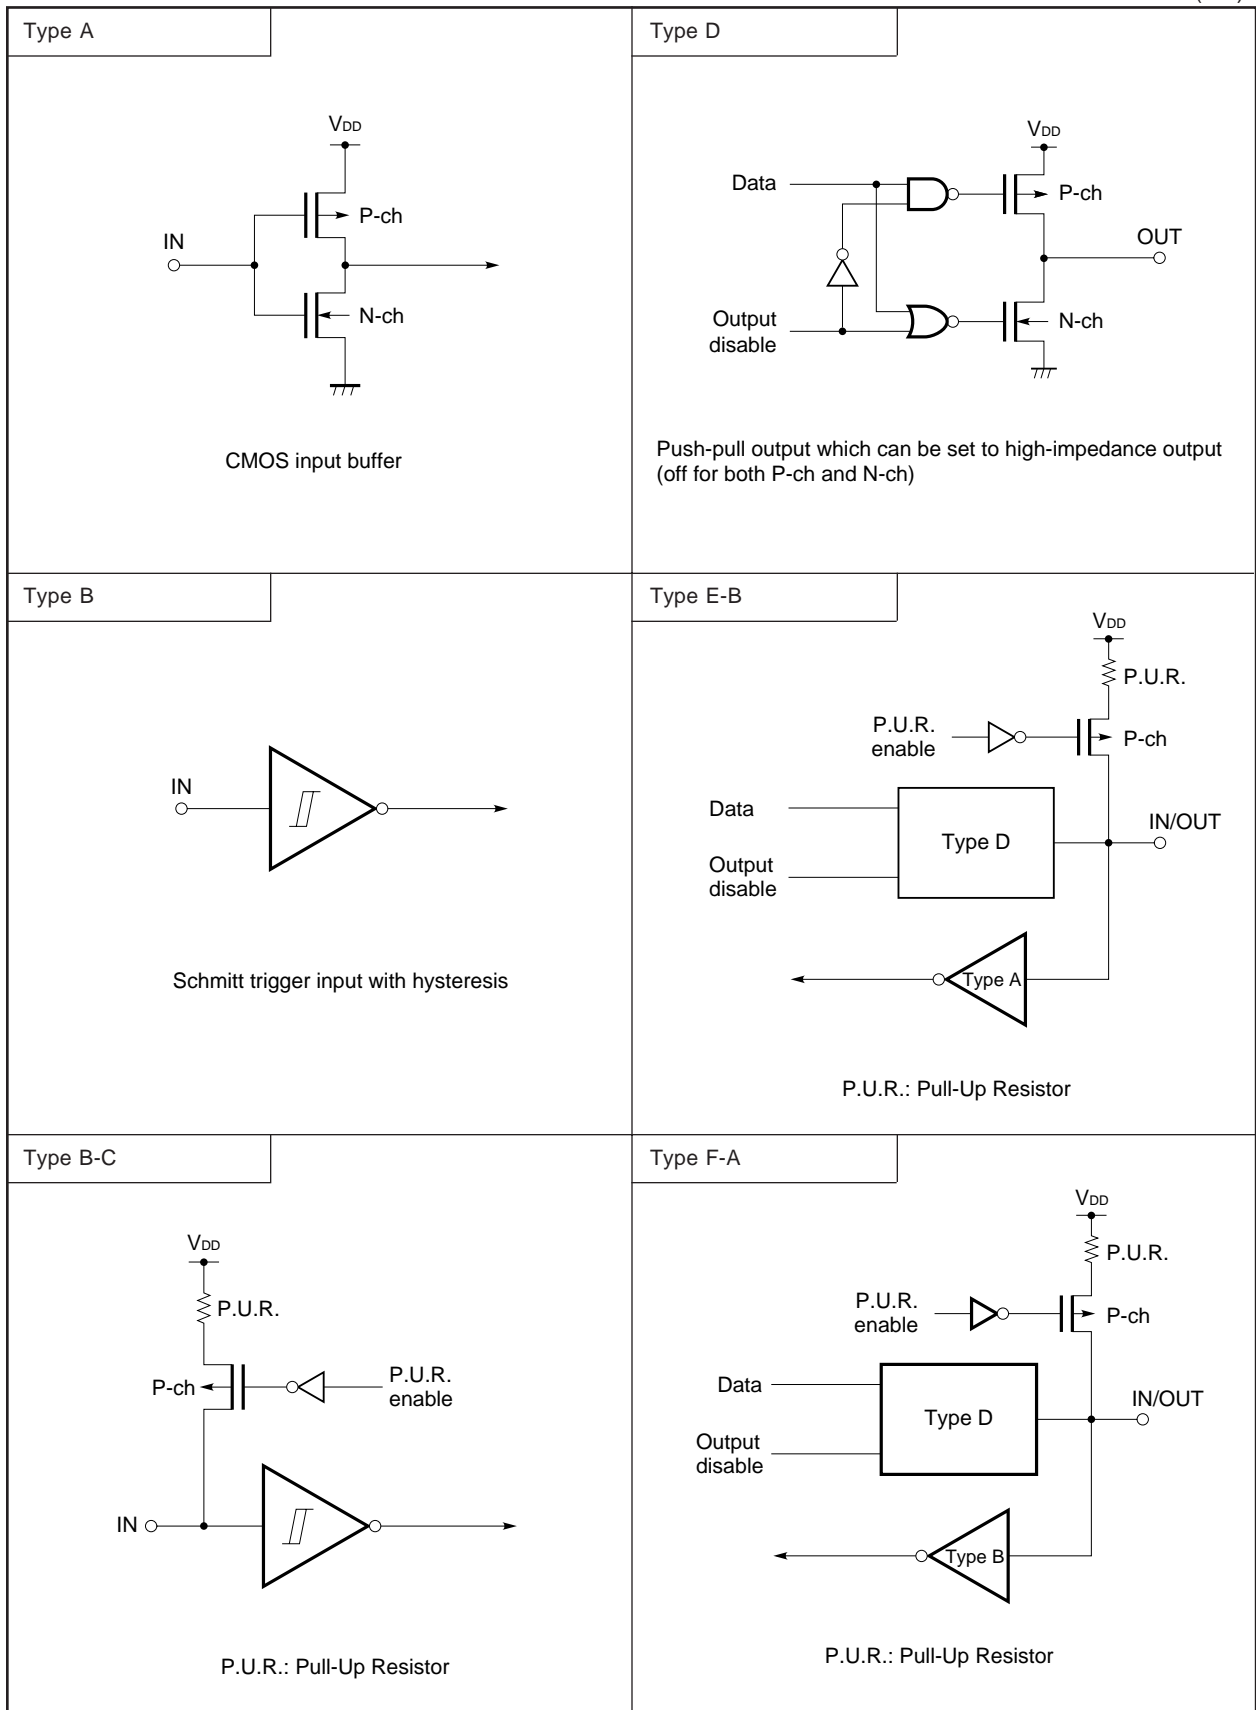 Type A
VDD
P-ch
IN
N-ch
CMOS input buffer
Type D
VDD
Data
P-ch
OUT
Output
disable
N-ch
Push-pull output which can be set to high-impedance output
(off for both P-ch and N-ch)
Type B
IN
Schmitt trigger input with hysteresis
Type E-B
VDD
P.U.R.
P.U.R.
enable
P-ch
Data
IN/OUT
Type D
Output
disable
Type A
P.U.R.: Pull-Up Resistor
Type B-C
VDD
P.U.R.
P-ch
P.U.R.
enable
IN
P.U.R.: Pull-Up Resistor
Type F-A
VDD
P.U.R.
P.U.R.
enable
P-ch
Data
IN/OUT
Type D
Output
disable
Type B
P.U.R.: Pull-Up Resistor